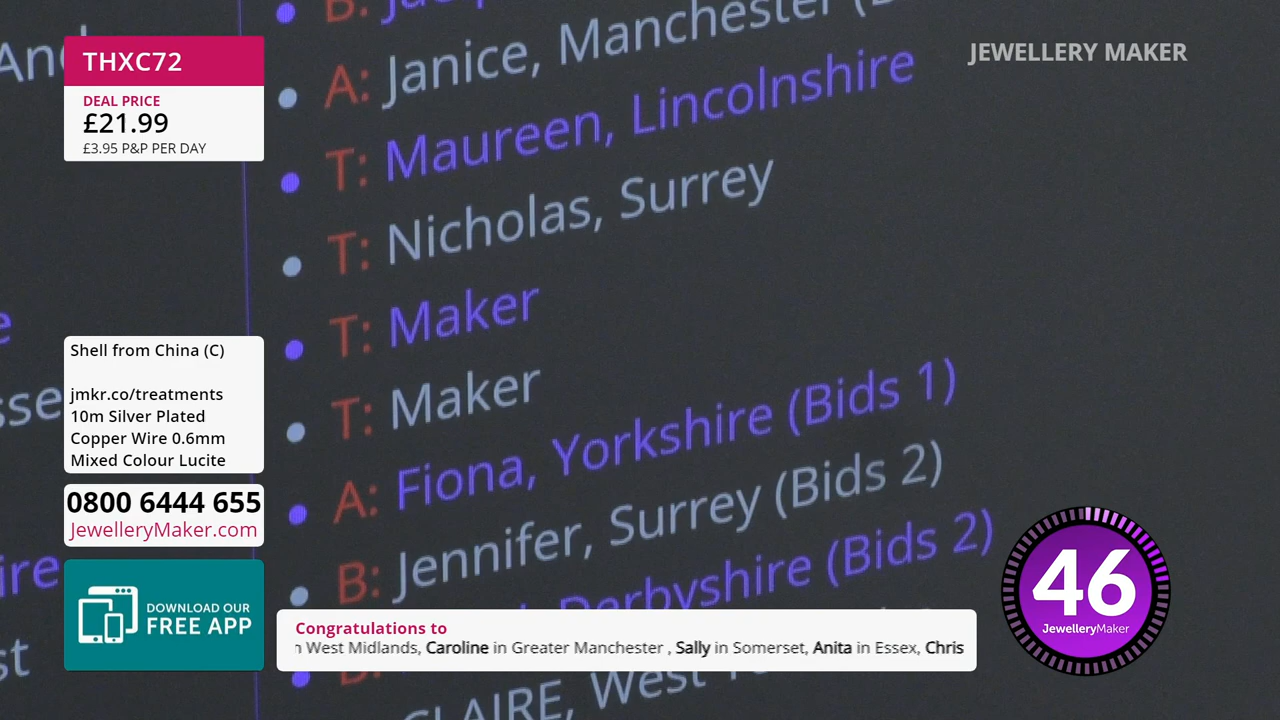 THXC72
DEAL PRICE
£21.99
£3.95 P&P PER DAY
JEWELLERY MAKER
B:
A: Janice, Manchester
T: Maureen, Lincolnshire
T: Nicholas, Surrey
T: Maker
T: Maker
A: Fiona, Yorkshire (Bids 1)
B: Jennifer, Surrey (Bids 2)
Derbyshire (Bids 2)
CLAIRE, West
Shell from China (C)
jmkr.co/treatments
10m Silver Plated
Copper Wire 0.6mm
Mixed Colour Lucite
0800 6444 655
JewelleryMaker.com
DOWNLOAD OUR
FREE APP
Congratulations to
West Midlands, Caroline in Greater Manchester , Sally in Somerset, Anita in Essex, Chris
46
JewelleryMaker